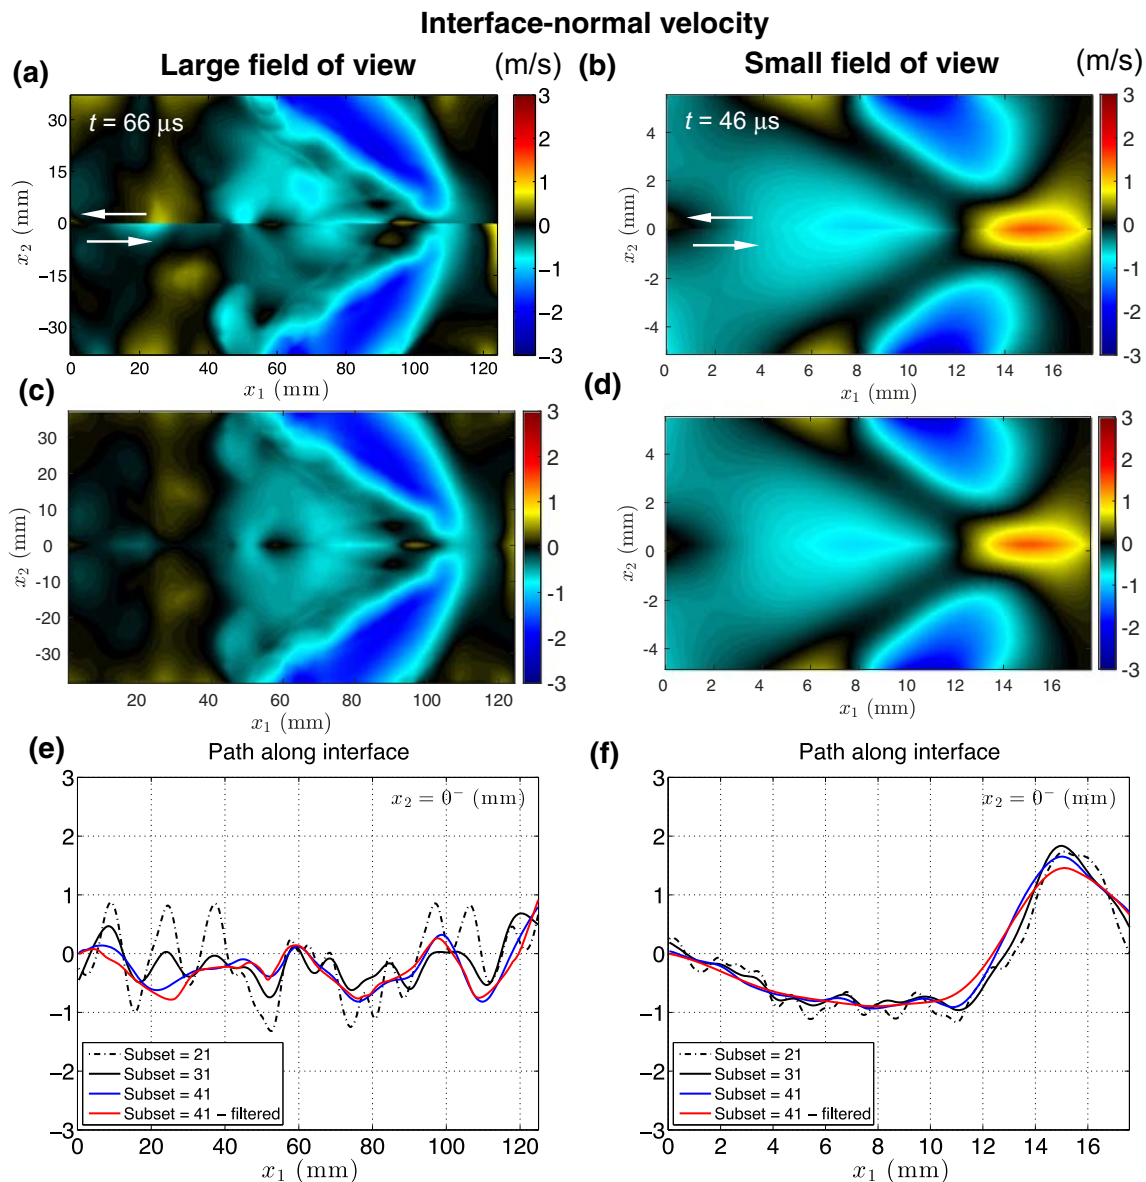 Interface-normal velocity
(a) Large field of view (m/s)
(b) Small field of view (m/s)
t = 66 µs
30
15
0
-15
-30
x2 (mm)
0 20 40 60 80 100 120
x1 (mm)
3
2
1
0
−1
−2
−3
t = 46 µs
4
2
0
-2
-4
x2 (mm)
0 2 4 6 8 10 12 14 16
x1 (mm)
3
2
1
0
-1
-2
-3
(c)
30
20
10
0
-10
-20
-30
x2 (mm)
20 40 60 80 100 120
x1 (mm)
3
2
1
0
-1
-2
-3
(d)
4
2
0
-2
-4
x2 (mm)
0 2 4 6 8 10 12 14 16
x1 (mm)
3
2
1
0
-1
-2
-3
(e) Path along interface
x2 = 0− (mm)
3
2
1
0
−1
−2
−3
Subset = 21
Subset = 31
Subset = 41
Subset = 41 − filtered
0 20 40 60 80 100 120
x1 (mm)
(f) Path along interface
x2 = 0− (mm)
3
2
1
0
−1
−2
−3
Subset = 21
Subset = 31
Subset = 41
Subset = 41 − filtered
0 2 4 6 8 10 12 14 16
x1 (mm)